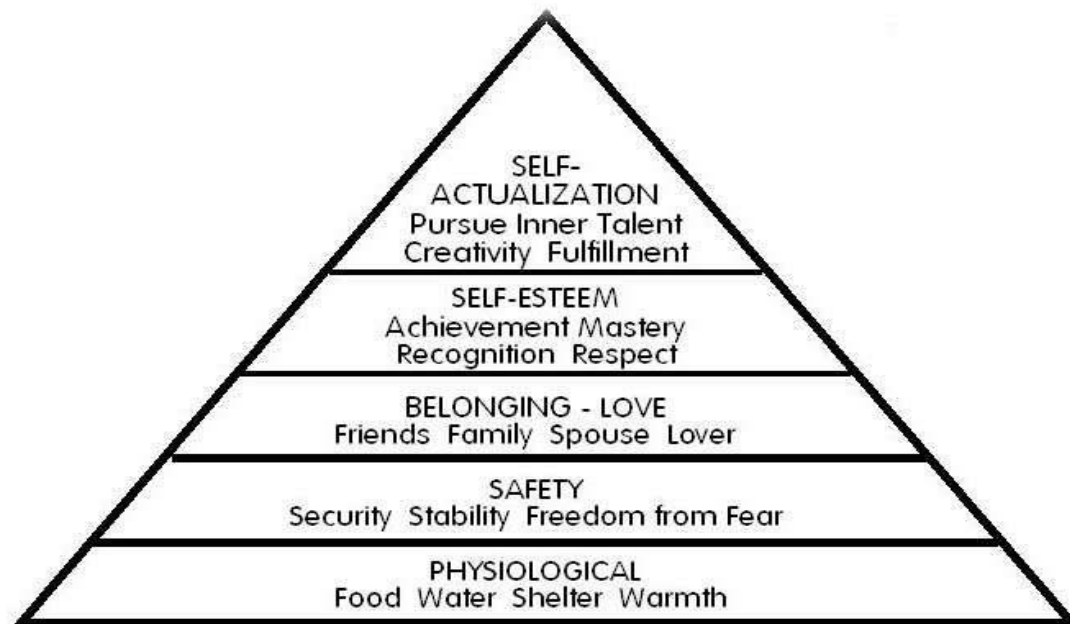 SELF-
ACTUALIZATION
Pursue Inner Talent
Creativity Fulfillment
SELF-ESTEEM
Achievement Mastery
Recognition Respect
BELONGING - LOVE
Friends Family Spouse Lover
SAFETY
Security Stability Freedom from Fear
PHYSIOLOGICAL
Food Water Shelter Warmth